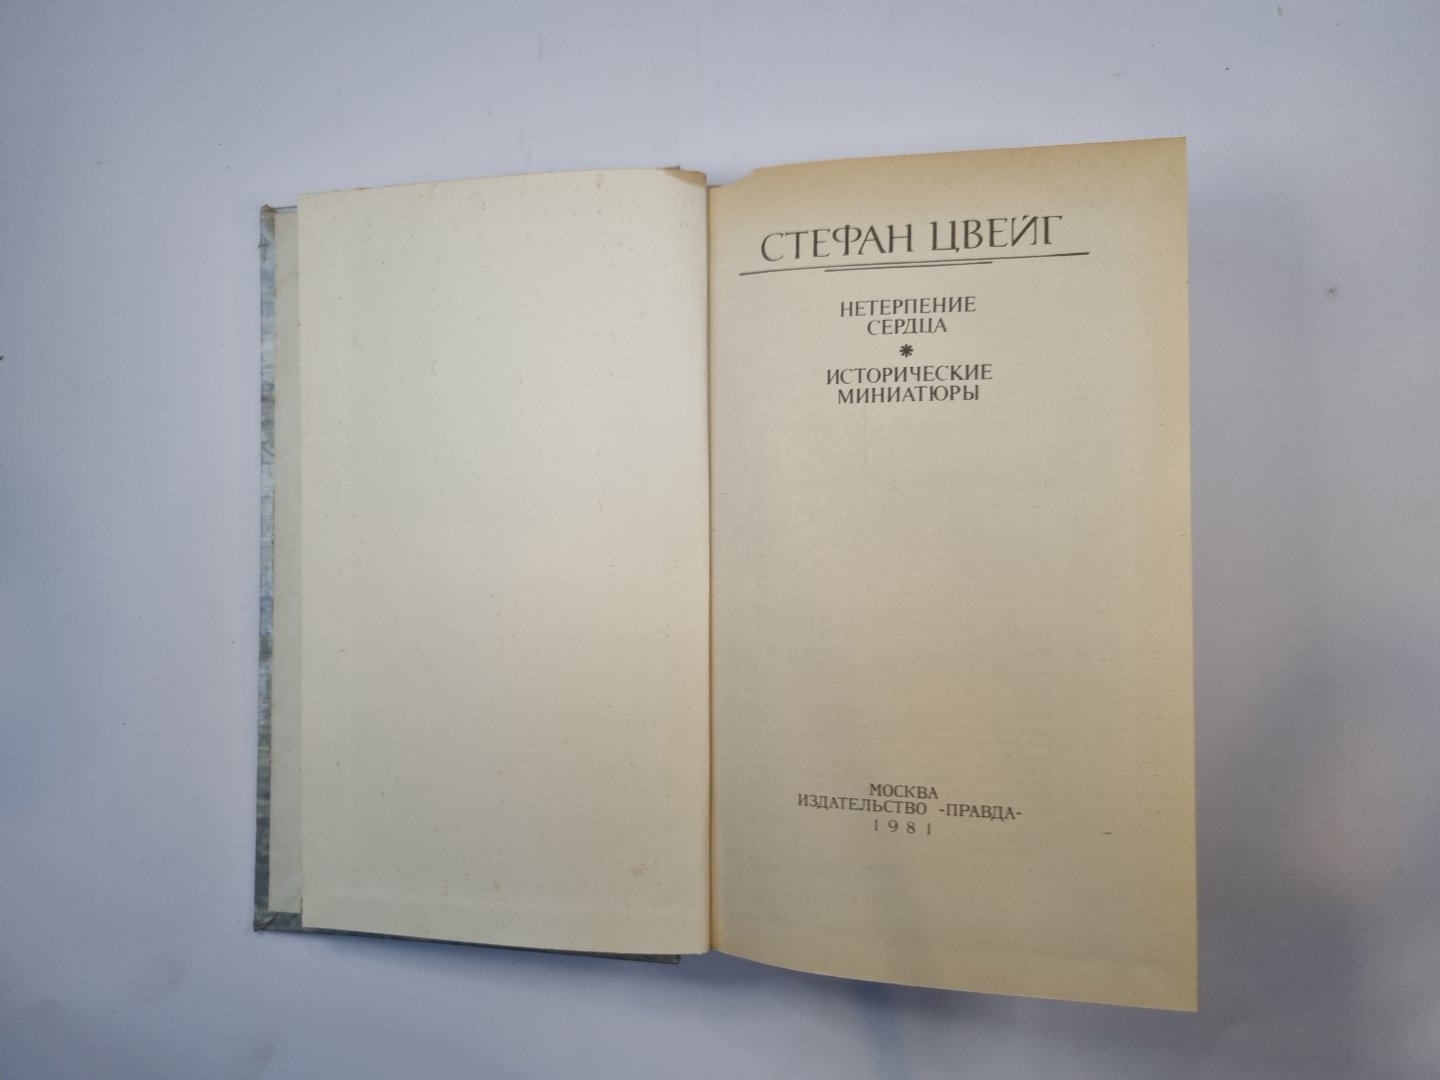 СТЕФАН ЦВЕЙГ
НЕТЕРПЕНИЕ
СЕРДЦА
*
ИСТОРИЧЕСКИЕ
МИНИАТЮРЫ
МОСКВА
ИЗДАТЕЛЬСТВО «ПРАВДА»
1981